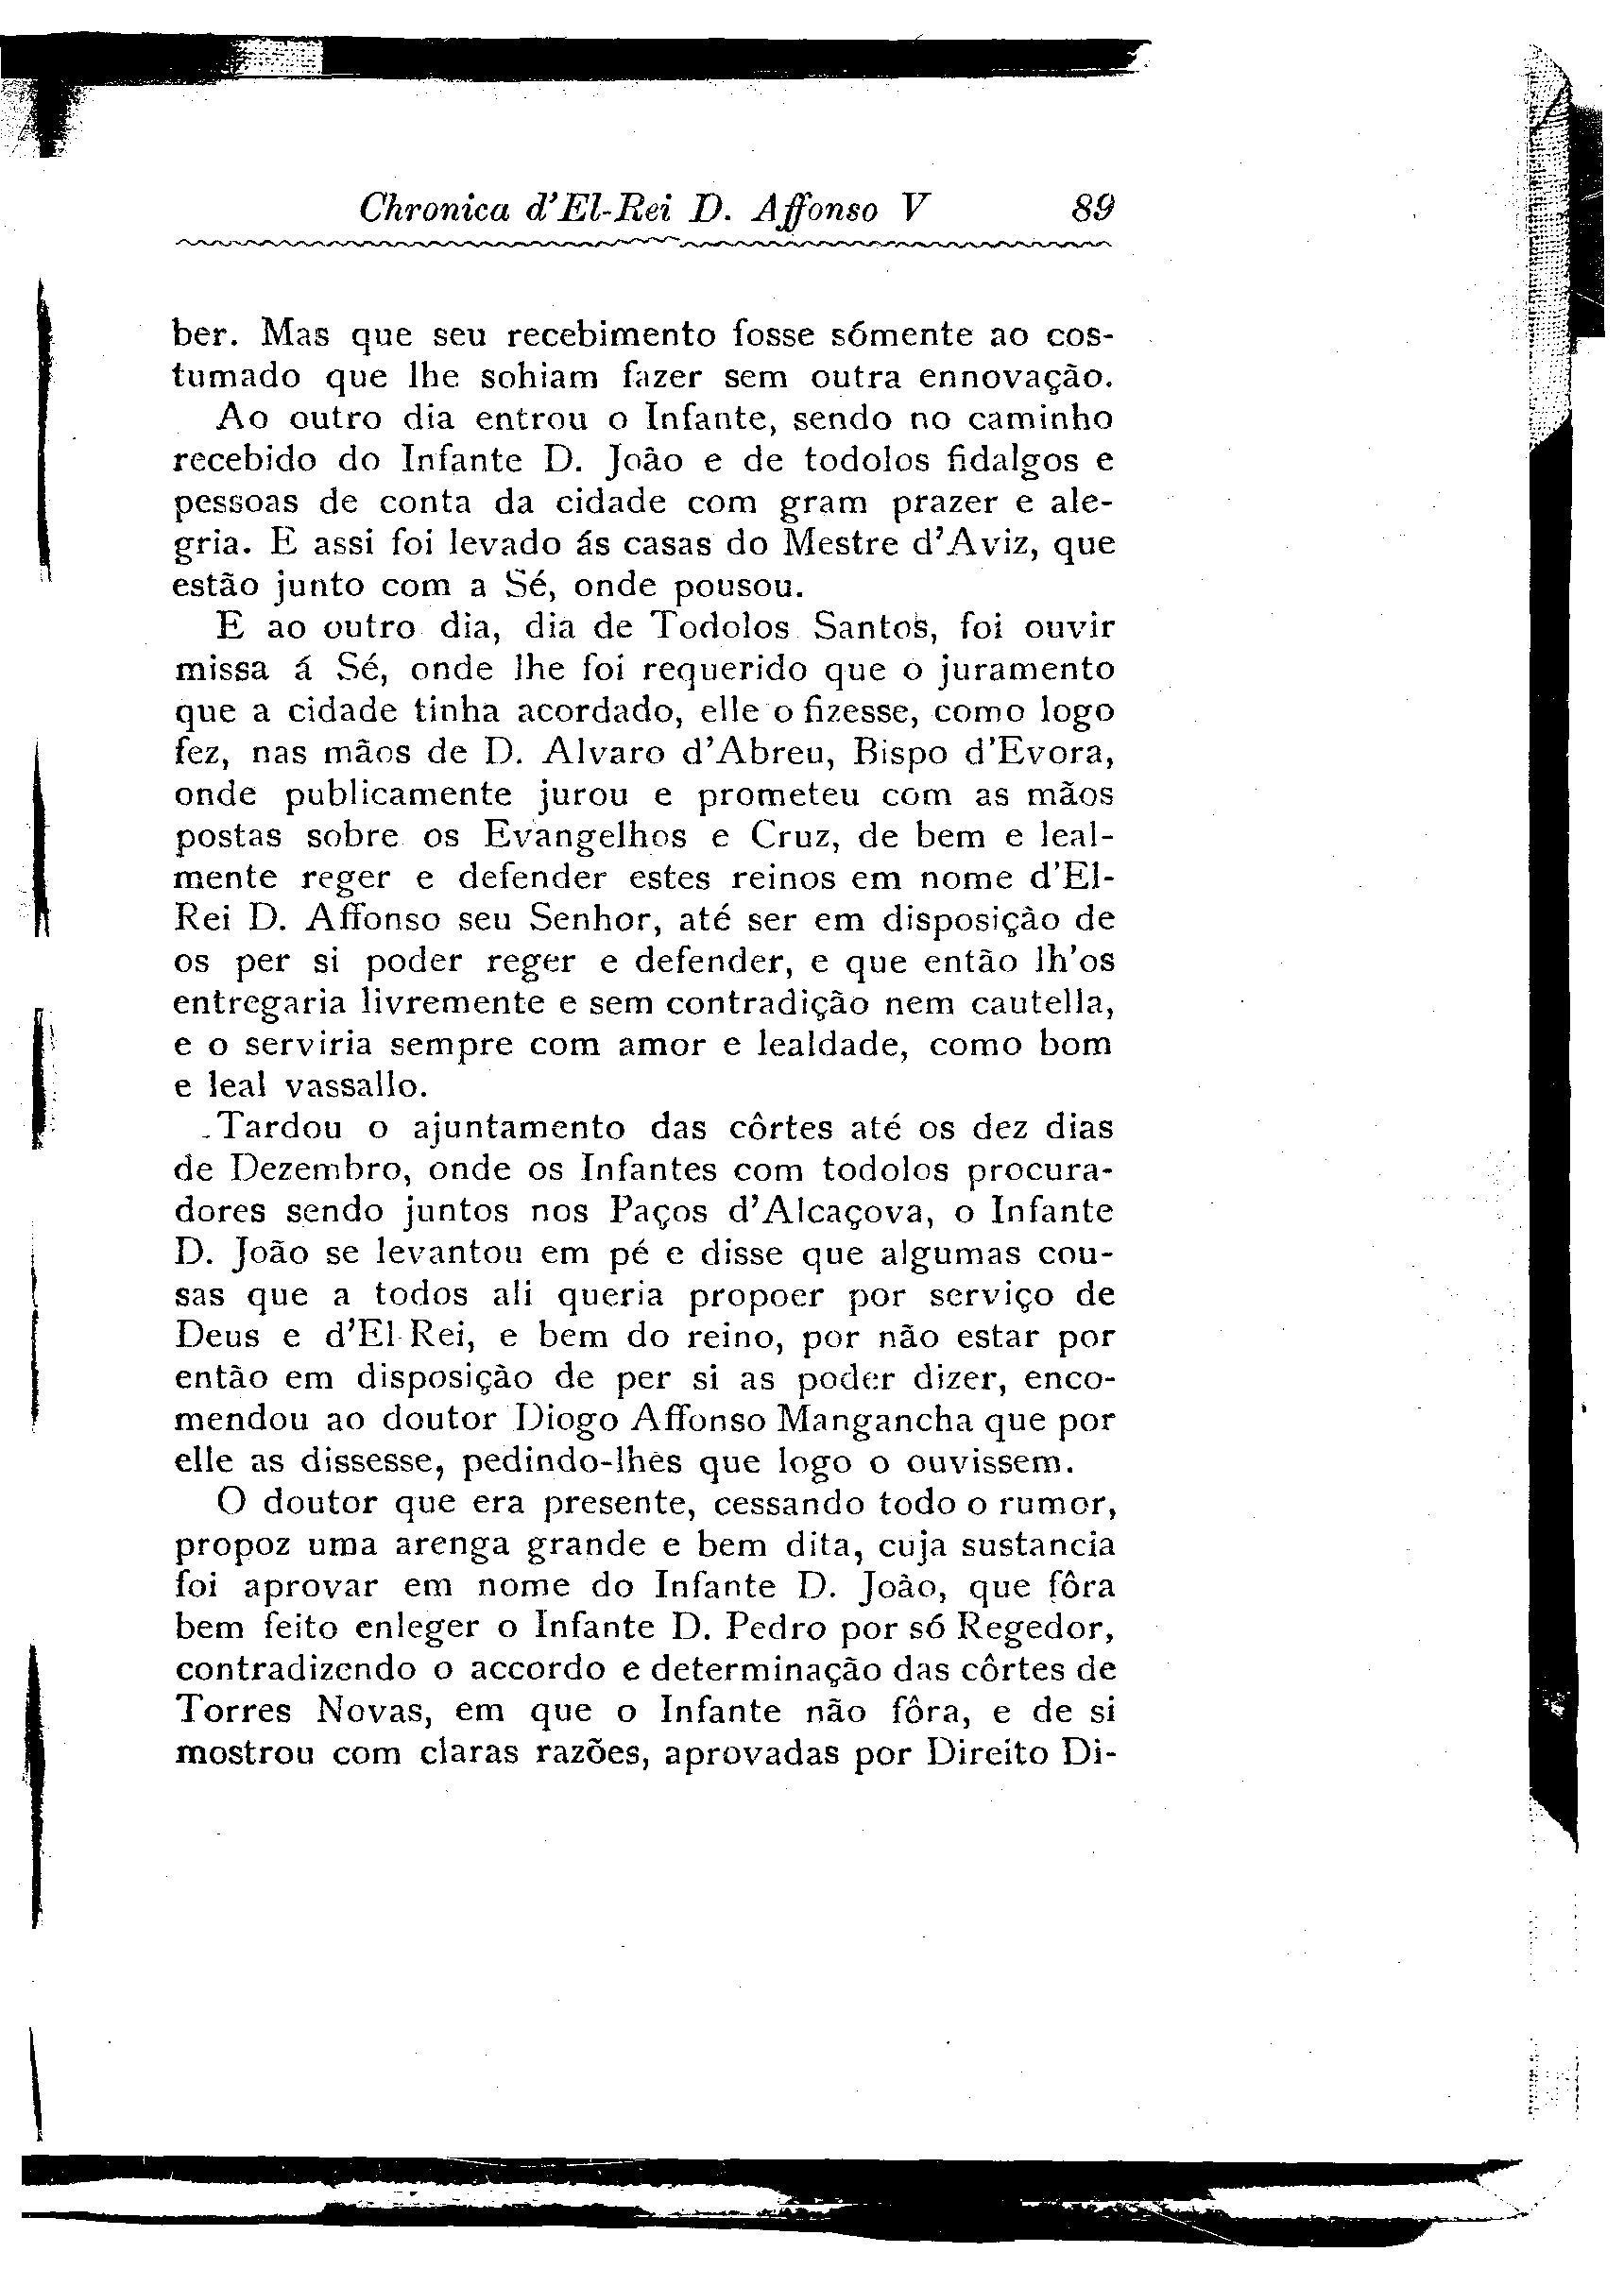 Chronica d'El-Rei D. Affonso V 89
ber. Mas que seu recebimento fosse sómente ao cos-
tumado que lhe sohiam fazer sem outra ennovação.
Ao outro dia entrou o Infante, sendo no caminho
recebido do Infante D. João e de todolos fidalgos e
pessoas de conta da cidade com gram prazer e ale-
gria. E assi foi levado ás casas do Mestre d'Aviz, que
estão junto com a Sé, onde pousou.
E ao outro dia, dia de Todolos Santos, foi ouvir
missa á Sé, onde lhe foi requerido que o juramento
que a cidade tinha acordado, elle o fizesse, como logo
fez, nas mãos de D. Alvaro d'Abreu, Bispo d'Evora,
onde publicamente jurou e prometeu com as mãos
postas sobre os Evangelhos e Cruz, de bem e leal-
mente reger e defender estes reinos em nome d'El-
Rei D. Affonso seu Senhor, até ser em disposição de
os per si poder reger e defender, e que então lh'os
entregaria livremente e sem contradição nem cautella,
e o serviria sempre com amor e lealdade, como bom
e leal vassallo.
Tardou o ajuntamento das côrtes até os dez dias
de Dezembro, onde os Infantes com todolos procura-
dores sendo juntos nos Paços d'Alcaçova, o Infante
D. João se levantou em pé e disse que algumas cou-
sas que a todos ali queria propoer por serviço de
Deus e d'El-Rei, e bem do reino, por não estar por
então em disposição de per si as poder dizer, enco-
mendou ao doutor Diogo Affonso Mangancha que por
elle as dissesse, pedindo-lhes que logo o ouvissem.
O doutor que era presente, cessando todo o rumor,
propoz uma arenga grande e bem dita, cuja sustancia
foi aprovar em nome do Infante D. João, que fôra
bem feito enleger o Infante D. Pedro por só Regedor,
contradizendo o accordo e determinação das côrtes de
Torres Novas, em que o Infante não fôra, e de si
mostrou com claras razões, aprovadas por Direito Di-